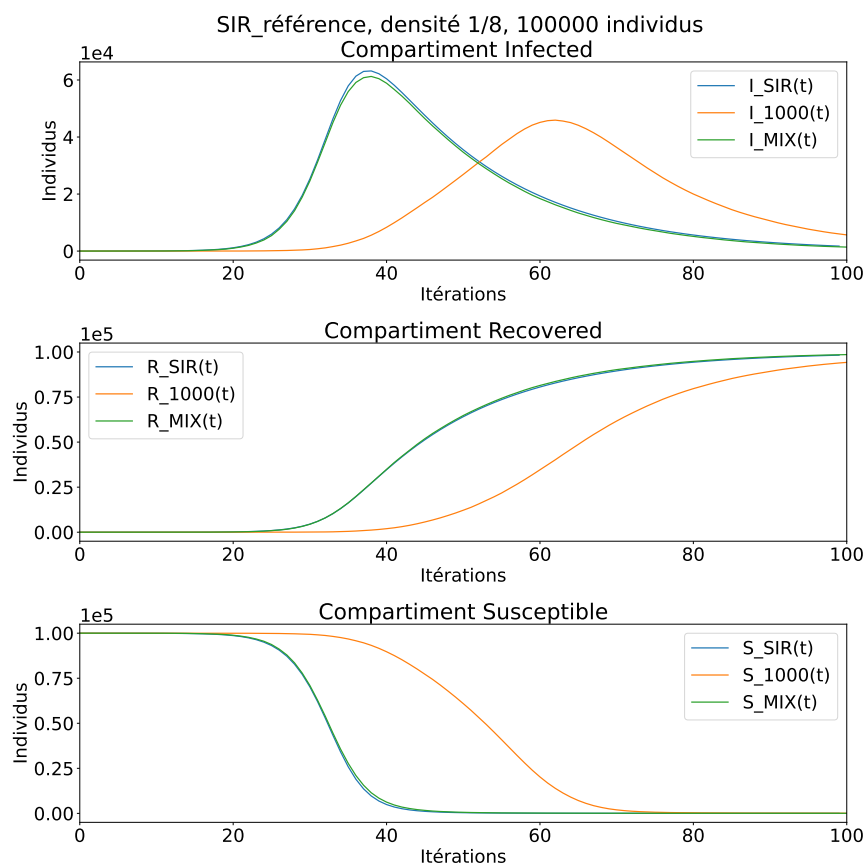 SIR_référence, densité 1/8, 100000 individus
Compartiment Infected
1e4
6
4
2
0
Individus
I_SIR(t)
I_1000(t)
I_MIX(t)
0 20 40 60 80 100
Itérations
Compartiment Recovered
1e5
1.00
0.75
0.50
0.25
0.00
Individus
R_SIR(t)
R_1000(t)
R_MIX(t)
0 20 40 60 80 100
Itérations
Compartiment Susceptible
1e5
1.00
0.75
0.50
0.25
0.00
Individus
S_SIR(t)
S_1000(t)
S_MIX(t)
0 20 40 60 80 100
Itérations